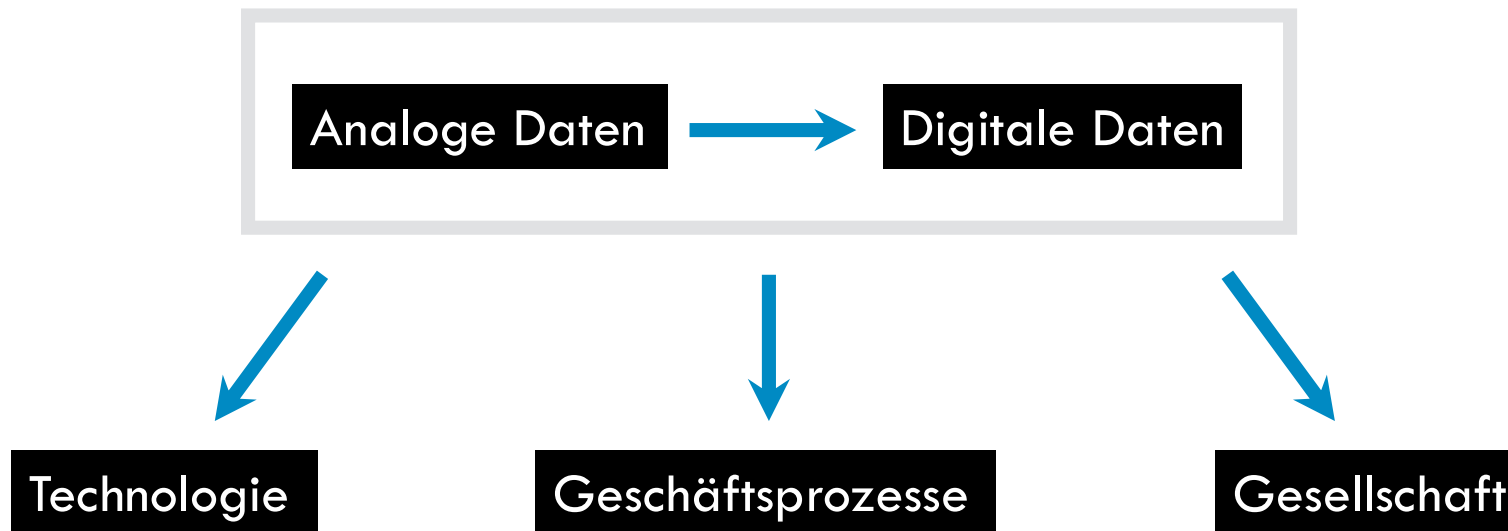 Analoge Daten
Digitale Daten
Technologie
Geschäftsprozesse
Gesellschaft